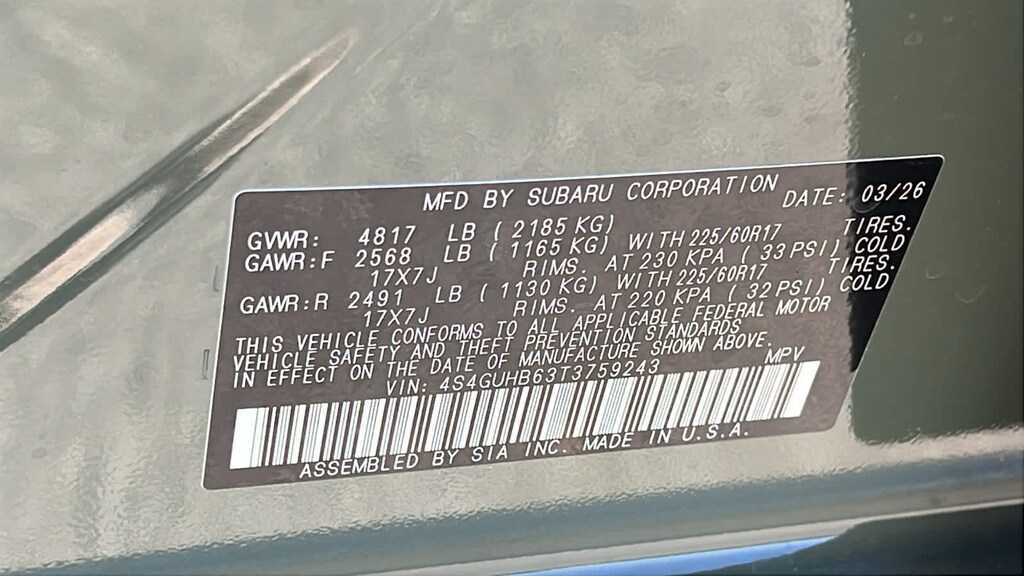 MFD BY SUBARU CORPORATION DATE: 03/26
GVWR: 4817 LB ( 2185 KG)
GAWR:F 2568 LB ( 1165 KG) WITH 225/60R17 TIRES.
17X7J RIMS. AT 230 KPA ( 33 PSI) COLD
GAWR:R 2491 LB ( 1130 KG) WITH 225/60R17 TIRES.
17X7J RIMS. AT 220 KPA ( 32 PSI) COLD
THIS VEHICLE CONFORMS TO ALL APPLICABLE FEDERAL MOTOR
VEHICLE SAFETY AND THEFT PREVENTION STANDARDS
IN EFFECT ON THE DATE OF MANUFACTURE SHOWN ABOVE.
VIN: 4S4GUHB63T3759243 MPV
ASSEMBLED BY SIA INC. MADE IN U.S.A.